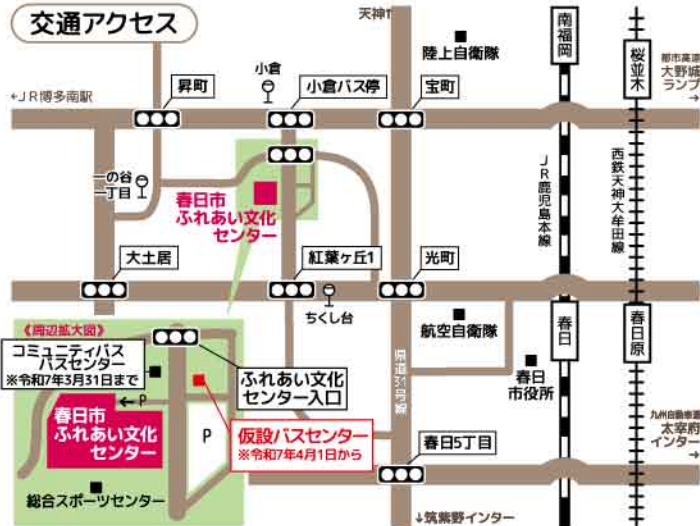 交通アクセス
天神↑
陸上自衛隊
南福岡
桜並木
都市高速
大野城
ランプ
→
←JR博多南駅
昇町
小倉
小倉バス停
宝町
一の谷
一丁目
春日市
ふれあい文化
センター
JR鹿児島本線
西鉄天神大牟田線
大土居
紅葉ヶ丘1
光町
ちくし台
航空自衛隊
春日
春日原
県道31号線
春日
市役所
《周辺拡大図》
コミュニティバス
バスセンター
※令和7年3月31日まで
ふれあい文化
センター入口
←P
春日市
ふれあい文化
センター
P
仮設バスセンター
※令和7年4月1日から
総合スポーツセンター
春日5丁目
九州自動車道
太宰府
インター
→
↓筑紫野インター